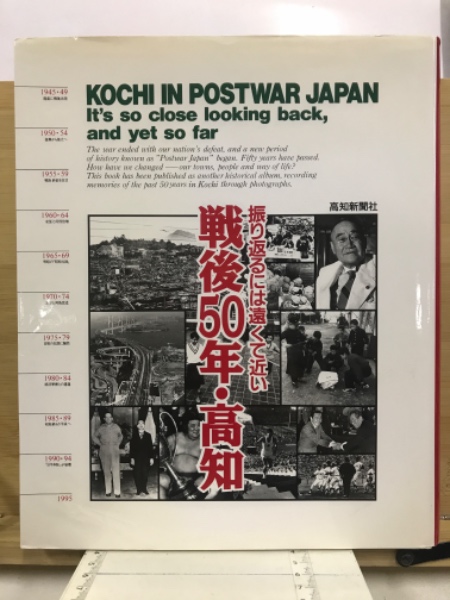 KOCHI IN POSTWAR JAPAN
It's so close looking back,
and yet so far
The war ended with our nation's defeat, and a new period
of history known as "Postwar Japan" began. Fifty years have passed.
How have we changed — our towns, people and way of life?
This book has been published as another historical album, recording
memories of the past 50 years in Kochi through photographs.
高知新聞社
振り返るには遠くて近い
戦後50年・高知
1945-49
1950-54
1955-59
1960-64
1965-69
1970-74
1975-79
1980-84
1985-89
1990-94
1995